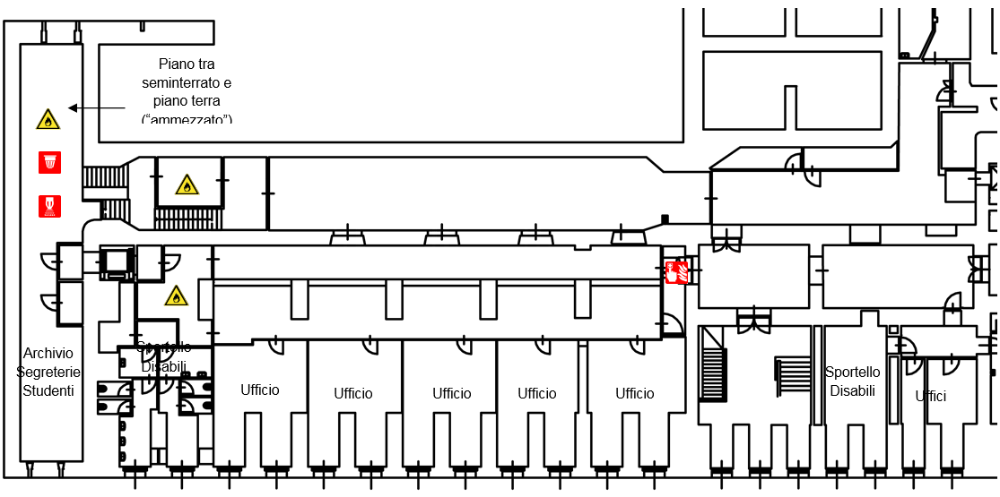 Piano tra
seminterrato e
piano terra
(“ammezzato”)
Archivio
Segreterie
Studenti
Sportello
Disabili
Ufficio
Ufficio
Ufficio
Ufficio
Ufficio
Sportello
Disabili
Uffici